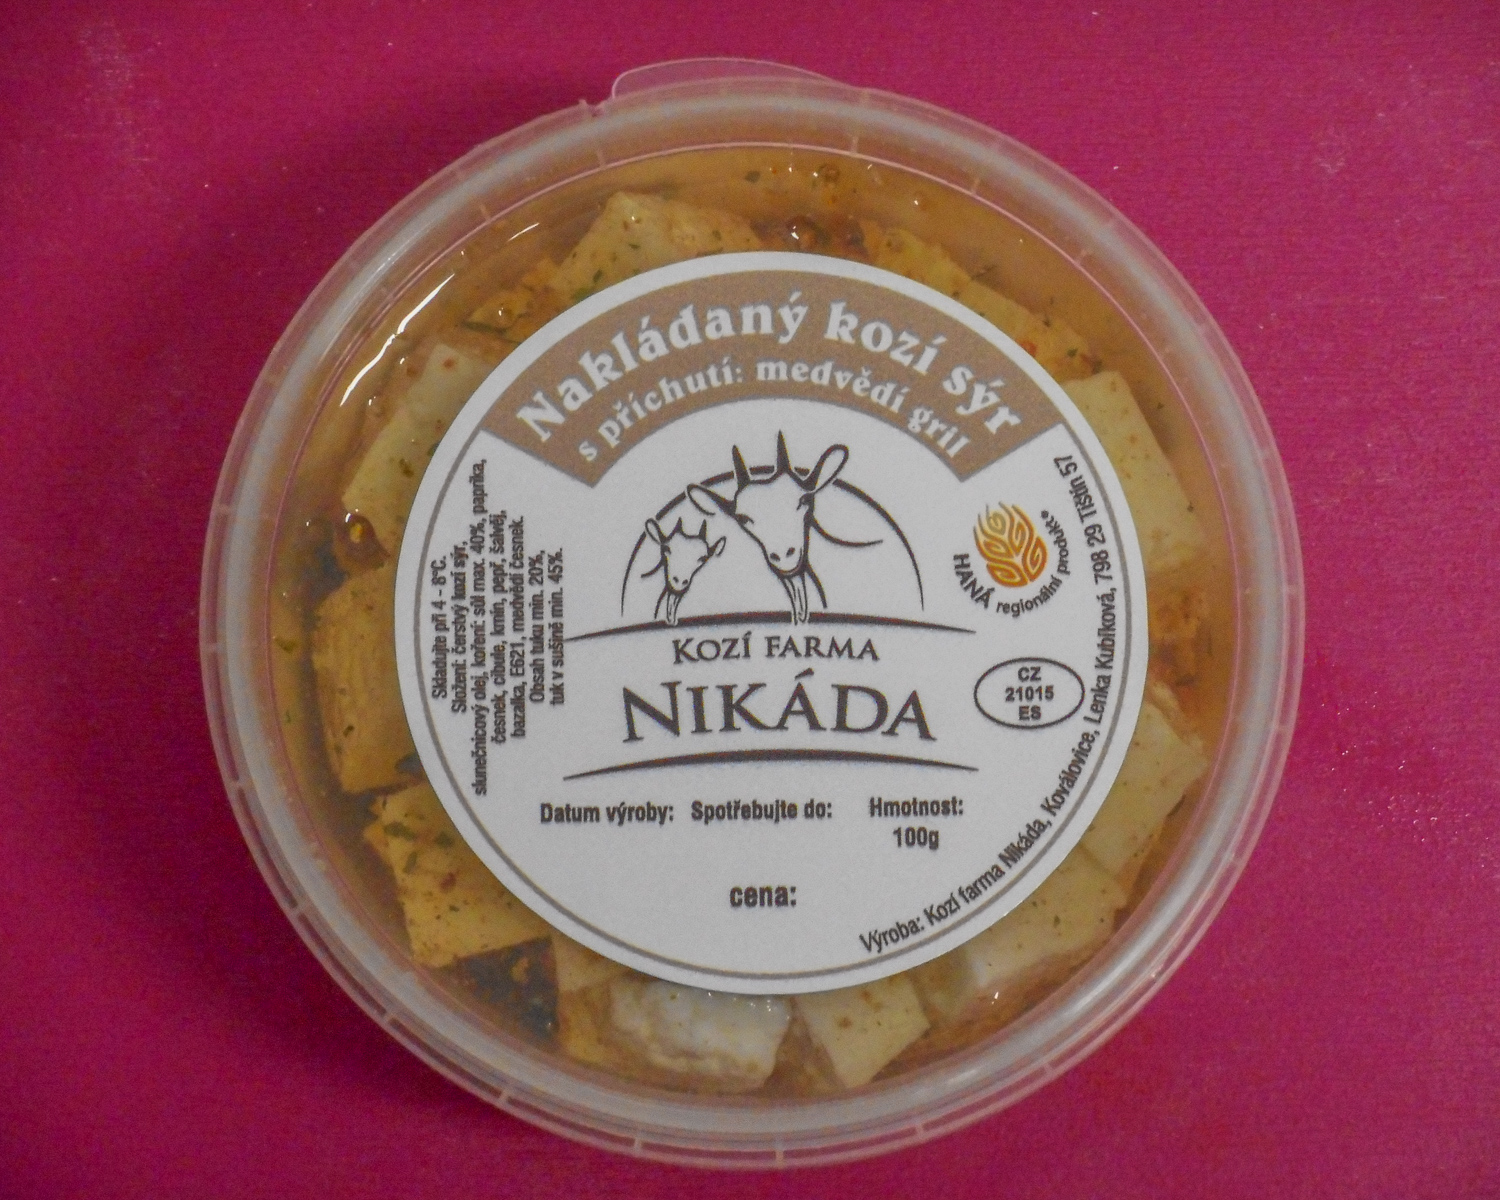 Nakládaný kozí sýr
s příchutí: medvědí gril
Skladujte při 4 - 8°C.
Složení: čerstvý kozí sýr,
slunečnicový olej, koření: sůl max. 40%, paprika,
česnek, cibule, kmín, pepř, šalvěj,
bazalka, E621, medvědí česnek.
Obsah tuku min. 20%,
tuk v sušině min. 45%.
HANÁ
regionální produkt®
KOZÍ FARMA
NIKÁDA
CZ
21015
ES
Datum výroby: Spotřebujte do: Hmotnost:
100g
cena:
Výroba: Kozí farma Nikáda, Koválovice, Lenka Kubíková, 798 29 Tištín 57